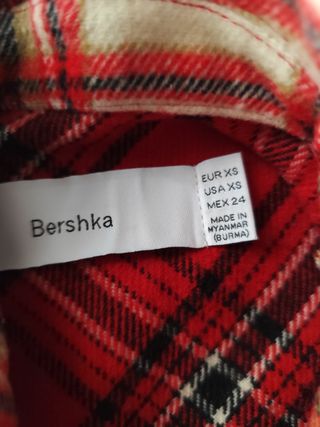 Bershka
EUR XS
USA XS
MEX 24
MADE IN
MYANMAR
(BURMA)